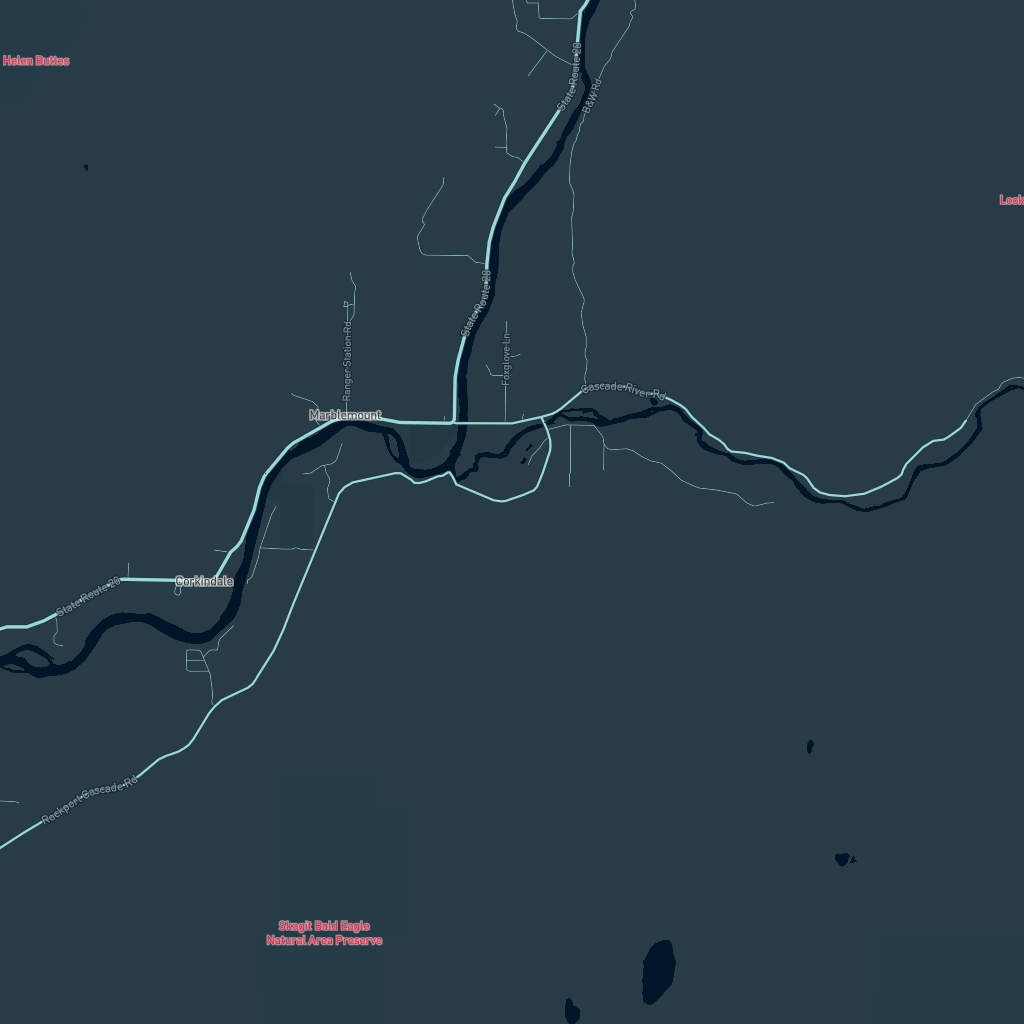 Helen Buttes
State Route 20
B&W Rd
State Route 20
Ranger Station Rd
Foxglove Ln
Cascade River Rd
Marblemount
Corkindale
State Route 20
Rockport Cascade Rd
Skagit Bald Eagle
Natural Area Preserve